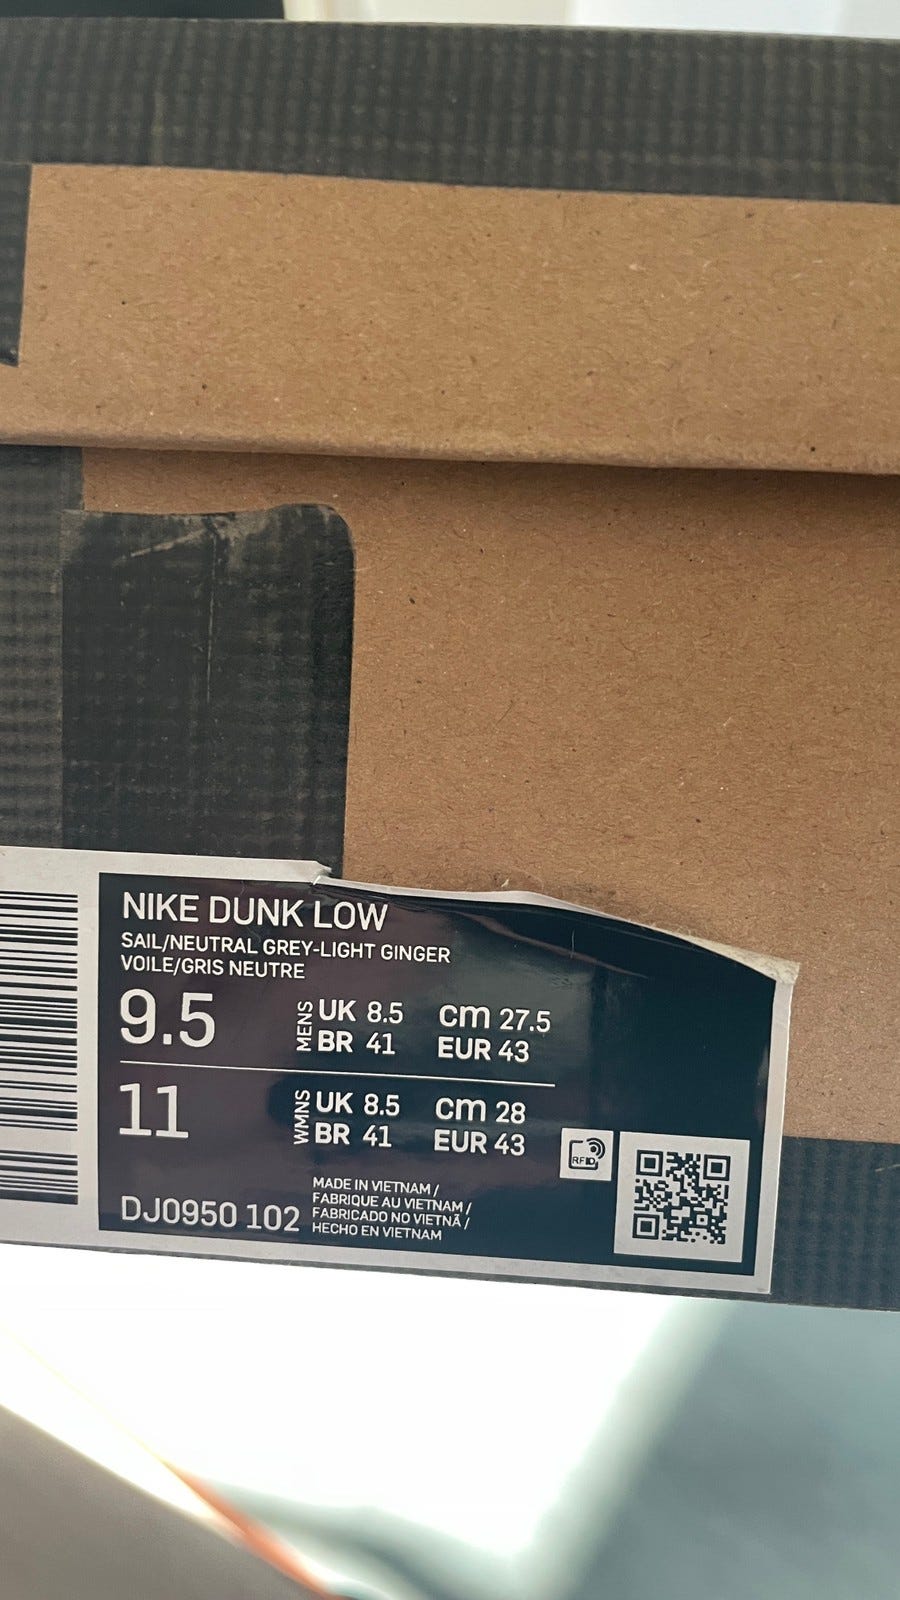 NIKE DUNK LOW
SAIL/NEUTRAL GREY-LIGHT GINGER
VOILE/GRIS NEUTRE
9.5 MENS UK 8.5 cm 27.5
BR 41 EUR 43
11 WMNS UK 8.5 cm 28
BR 41 EUR 43
RFID
DJ0950 102
MADE IN VIETNAM /
FABRIQUE AU VIETNAM /
FABRICADO NO VIETNÃ /
HECHO EN VIETNAM